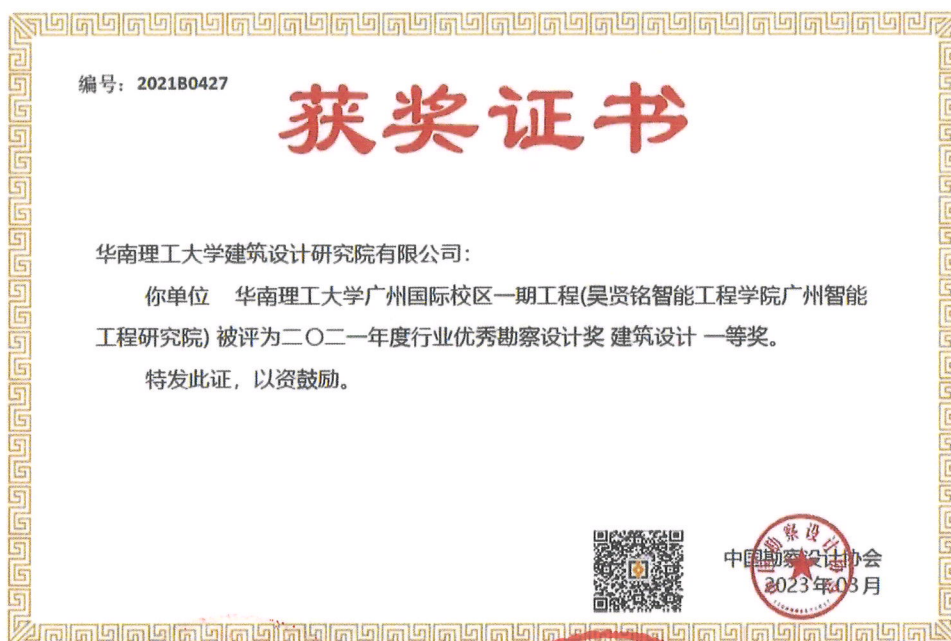 编号：2021B0427
获奖证书
华南理工大学建筑设计研究院有限公司：
你单位 华南理工大学广州国际校区一期工程(吴贤铭智能工程学院广州智能
工程研究院) 被评为二〇二一年度行业优秀勘察设计奖 建筑设计 一等奖。
特发此证，以资鼓励。
中国勘察设计协会
2023年03月